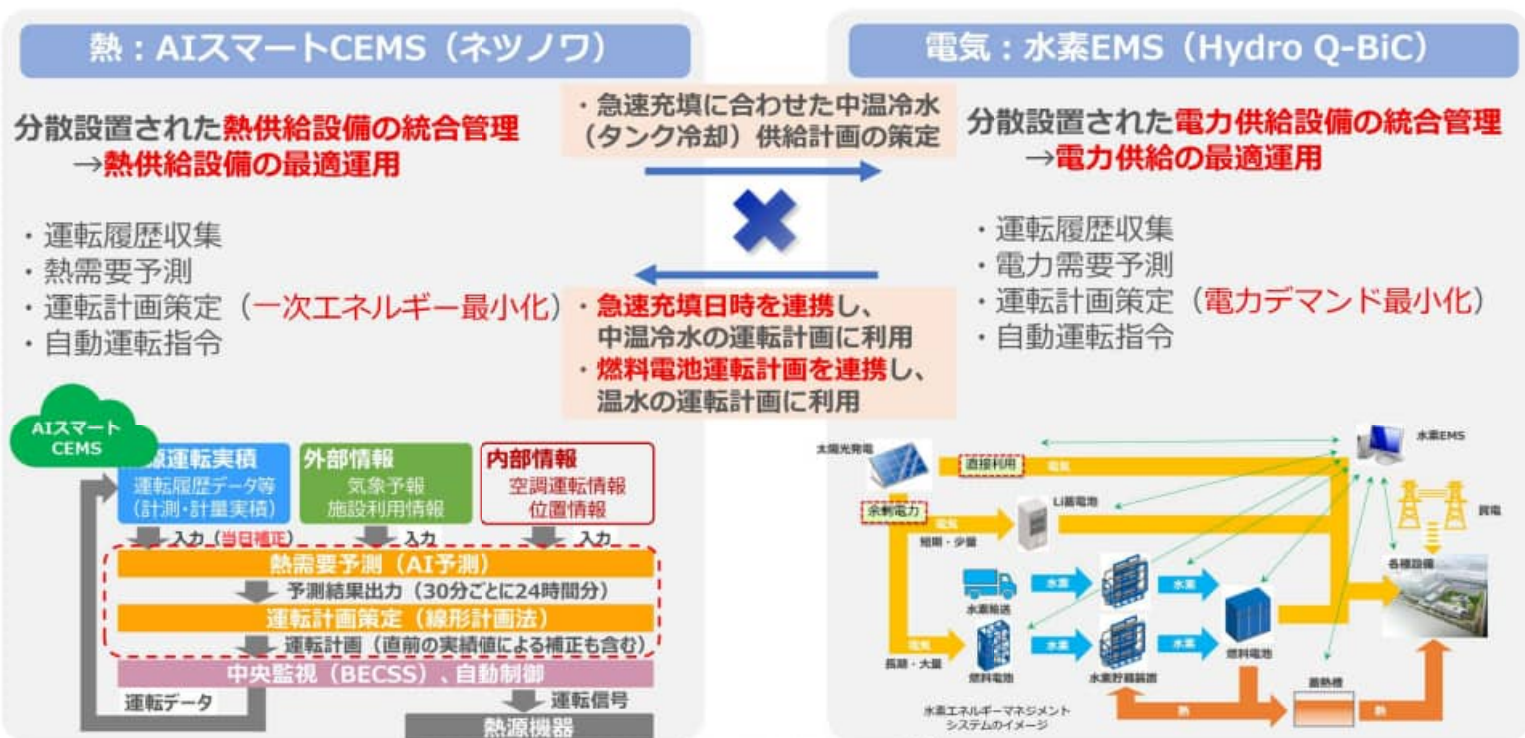 熱：AIスマートCEMS（ネツノワ）
分散設置された熱供給設備の統合管理
→熱供給設備の最適運用
・運転履歴収集
・熱需要予測
・運転計画策定（一次エネルギー最小化）
・自動運転指令
・急速充填に合わせた中温冷水
（タンク冷却）供給計画の策定
・急速充填日時を連携し、
中温冷水の運転計画に利用
・燃料電池運転計画を連携し、
温水の運転計画に利用
電気：水素EMS（Hydro Q-BiC）
分散設置された電力供給設備の統合管理
→電力供給の最適運用
・運転履歴収集
・電力需要予測
・運転計画策定（電力デマンド最小化）
・自動運転指令
AIスマート
CEMS
源運転実積
運転履歴データ等
（計測・計量実積）
外部情報
気象予報
施設利用情報
内部情報
空調運転情報
位置情報
入力（当日補正）
入力
入力
熱需要予測（AI予測）
予測結果出力（30分ごとに24時間分）
運転計画策定（線形計画法）
運転計画（直前の実績値による補正も含む）
中央監視（BECSS）、自動制御
運転データ
運転信号
熱源機器
太陽光発電
直接利用
電気
水素EMS
余剰電力
電気
短期・少量
Li蓄電池
買電
各種設備
水素輸送
水素
水素
電気
長期・大量
燃料電池
水素
水素貯蔵装置
水素
燃料電池
蓄熱槽
熱
熱
水素エネルギーマネジメント
システムのイメージ